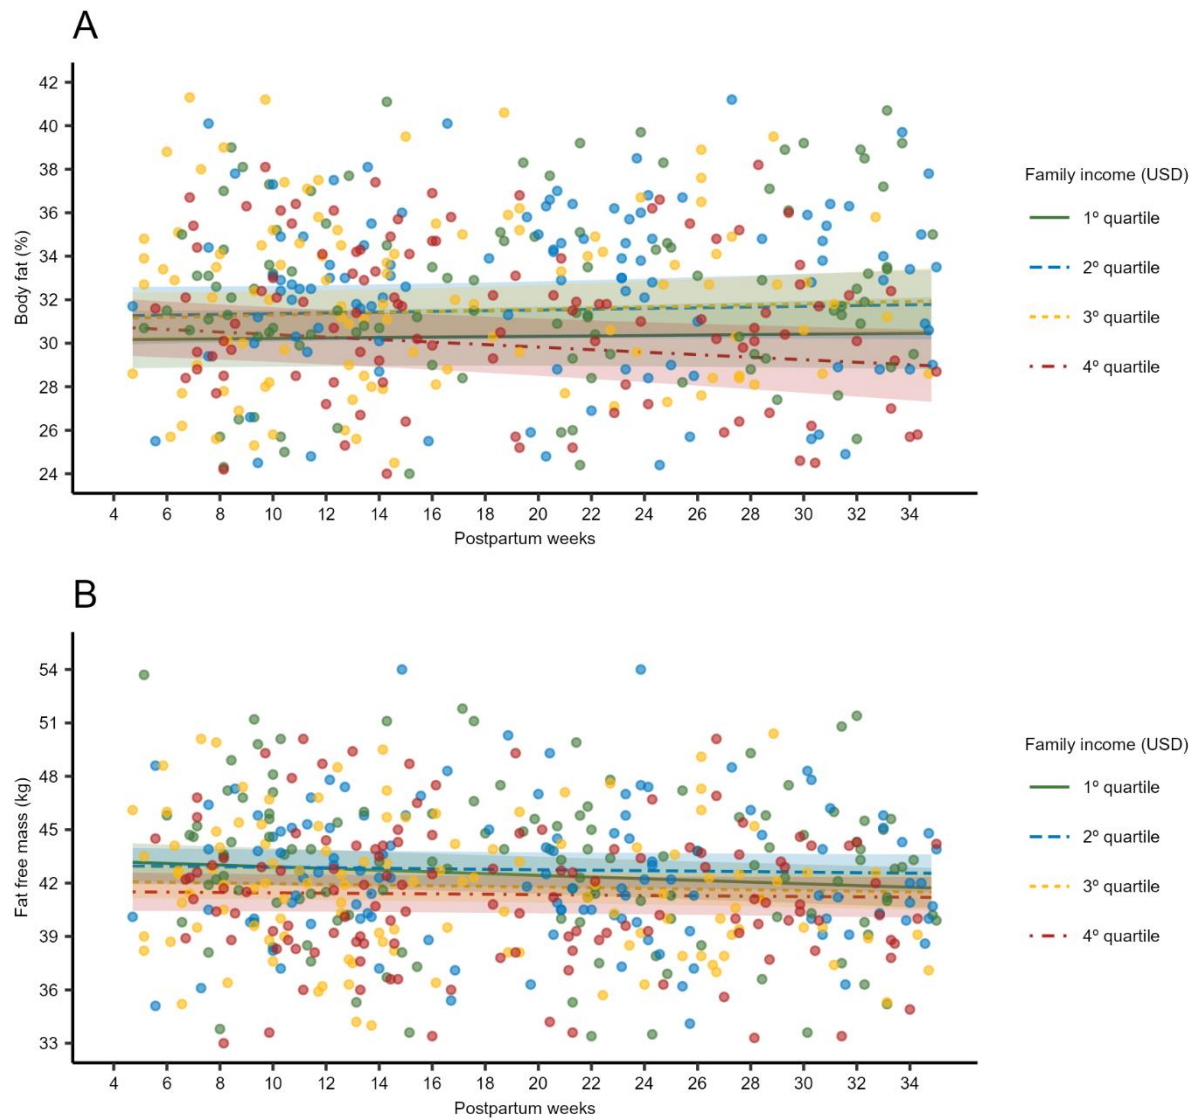 A
42
40
38
36
34
32
30
28
26
24
Body fat (%)
4 6 8 10 12 14 16 18 20 22 24 26 28 30 32 34
Postpartum weeks
Family income (USD)
1º quartile
2º quartile
3º quartile
4º quartile
B
54
51
48
45
42
39
36
33
Fat free mass (kg)
4 6 8 10 12 14 16 18 20 22 24 26 28 30 32 34
Postpartum weeks
Family income (USD)
1º quartile
2º quartile
3º quartile
4º quartile